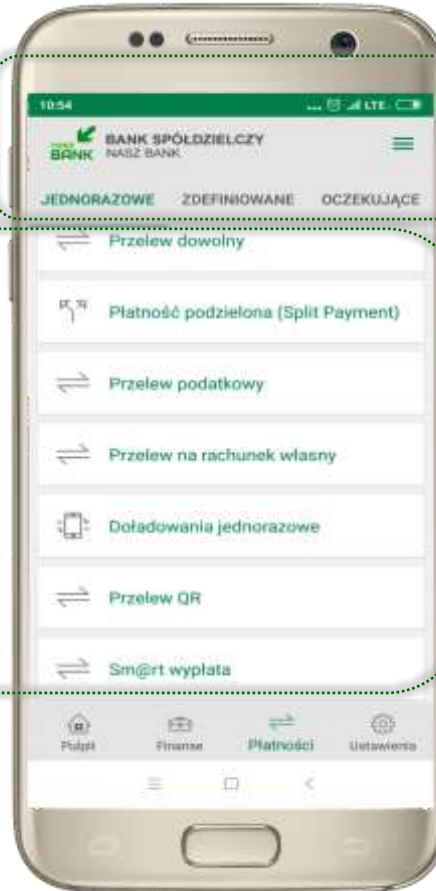 10:54
... LTE
BANK SPÓŁDZIELCZY
BANK NASZ BANK
JEDNORAZOWE ZDEFINIOWANE OCZEKUJĄCE
Przelew dowolny
Płatność podzielona (Split Payment)
Przelew podatkowy
Przelew na rachunek własny
Doładowania jednorazowe
Przelew QR
Sm@rt wypłata
Pulpit Finanse Płatności Ustawienia